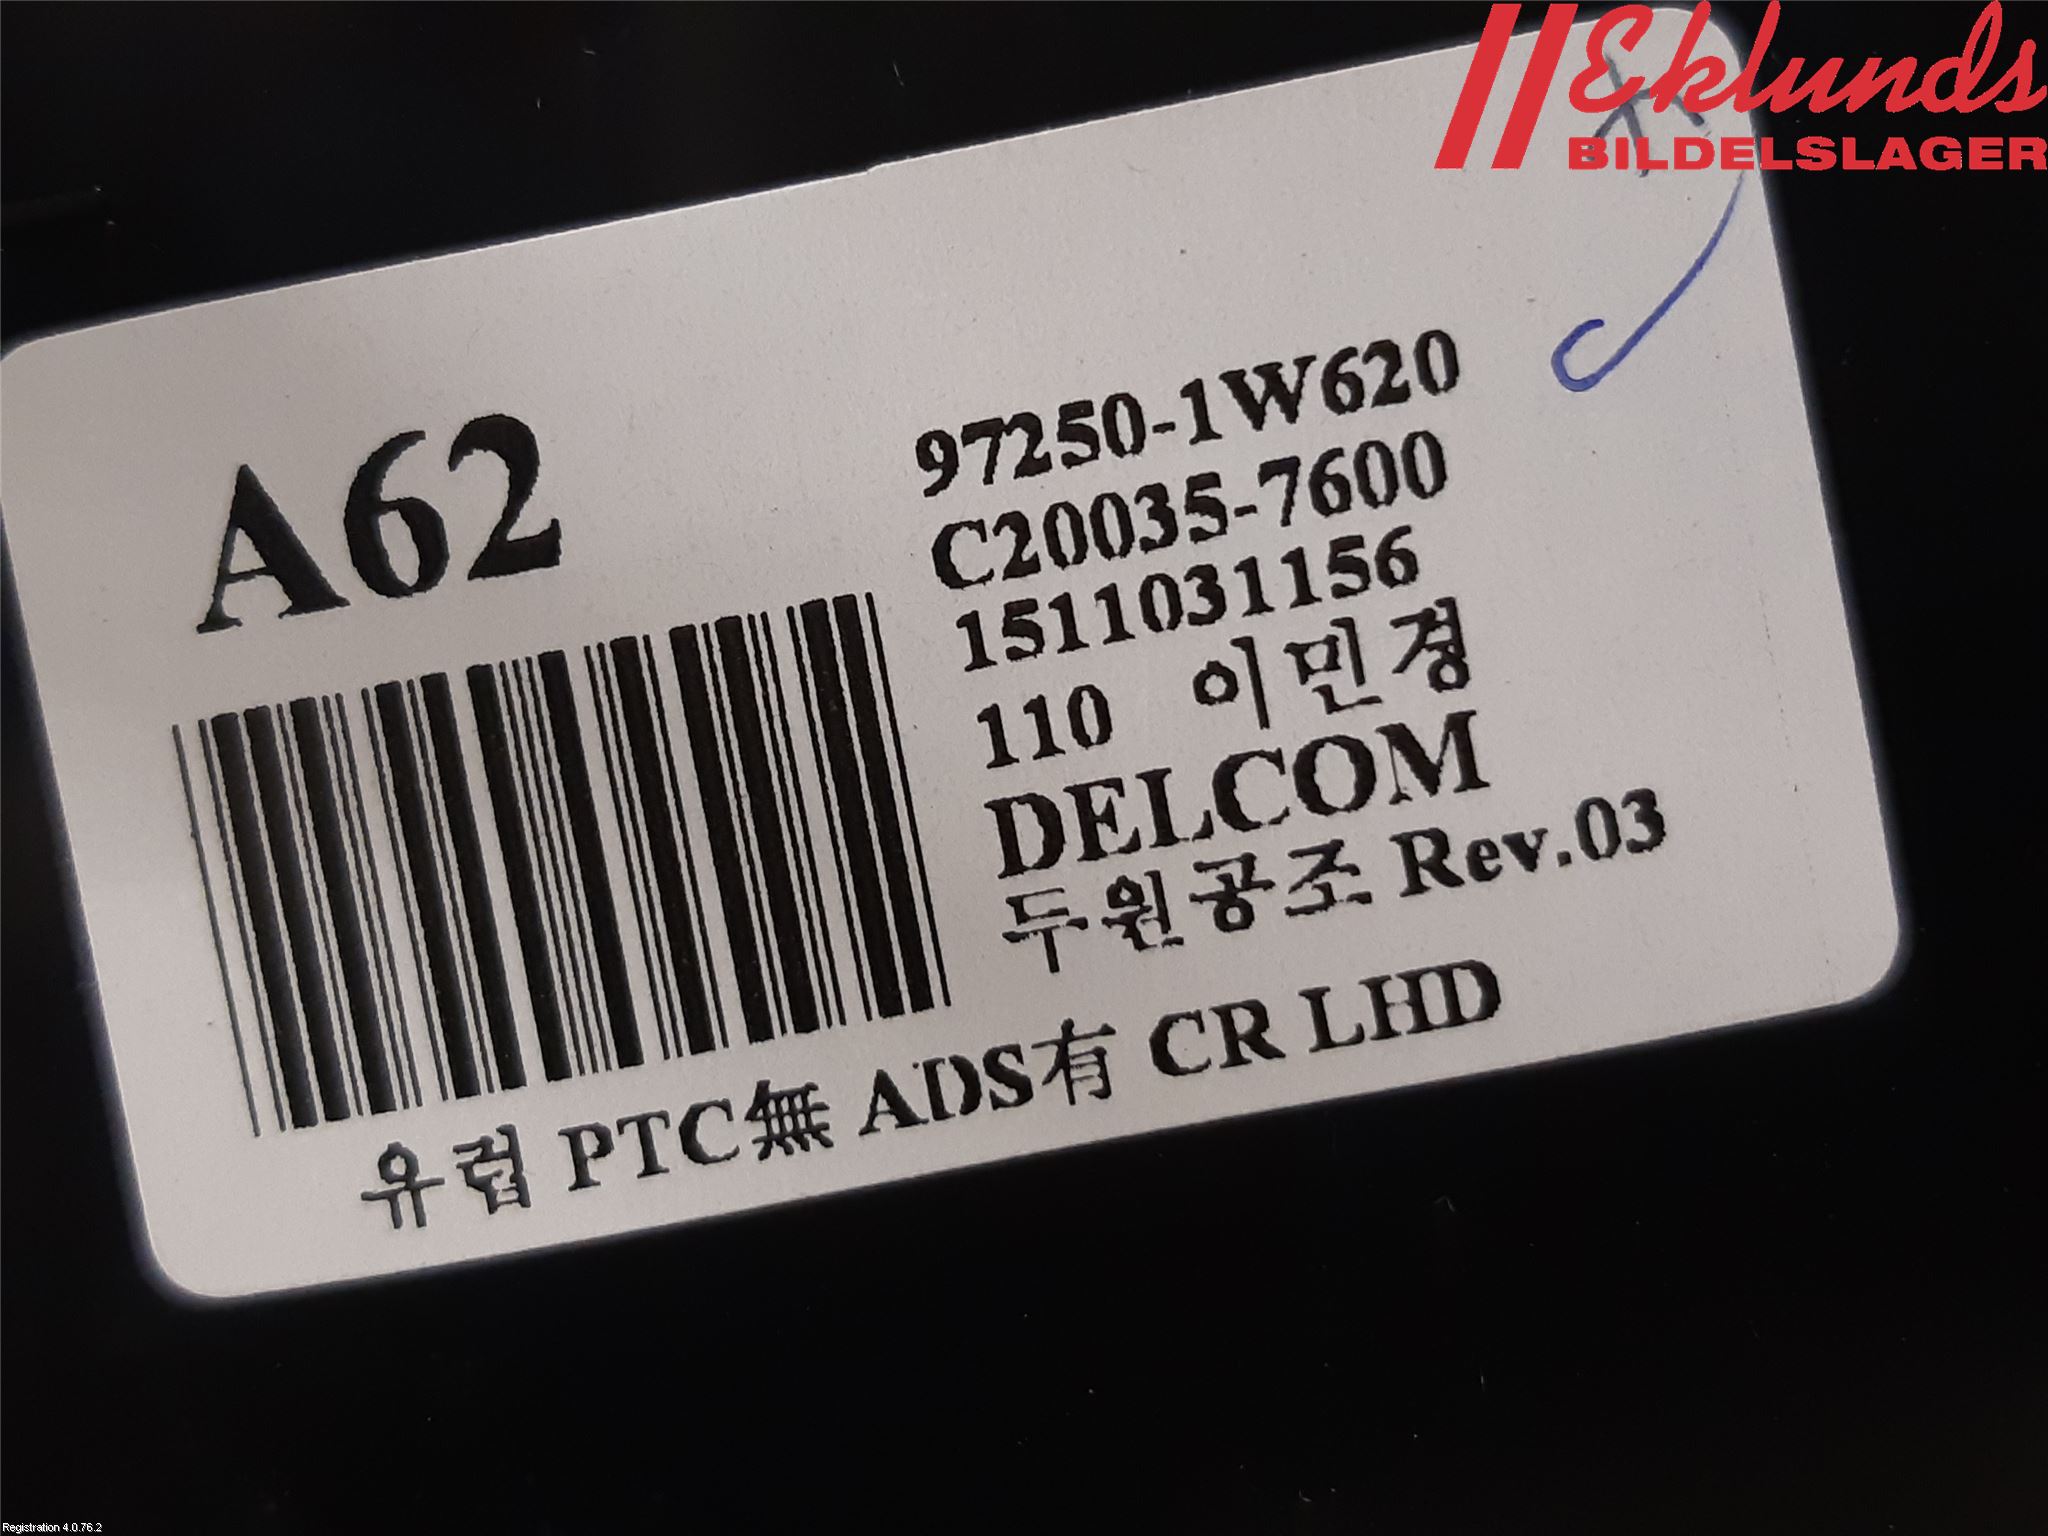 Eklunds
BILDELSLAGER
A62
97250-1W620
C20035-7600
1511031156
110 이민경
DELCOM
두원공조 Rev.03
유럽 PTC無 ADS有 CR LHD
Registration 4.0.76.2